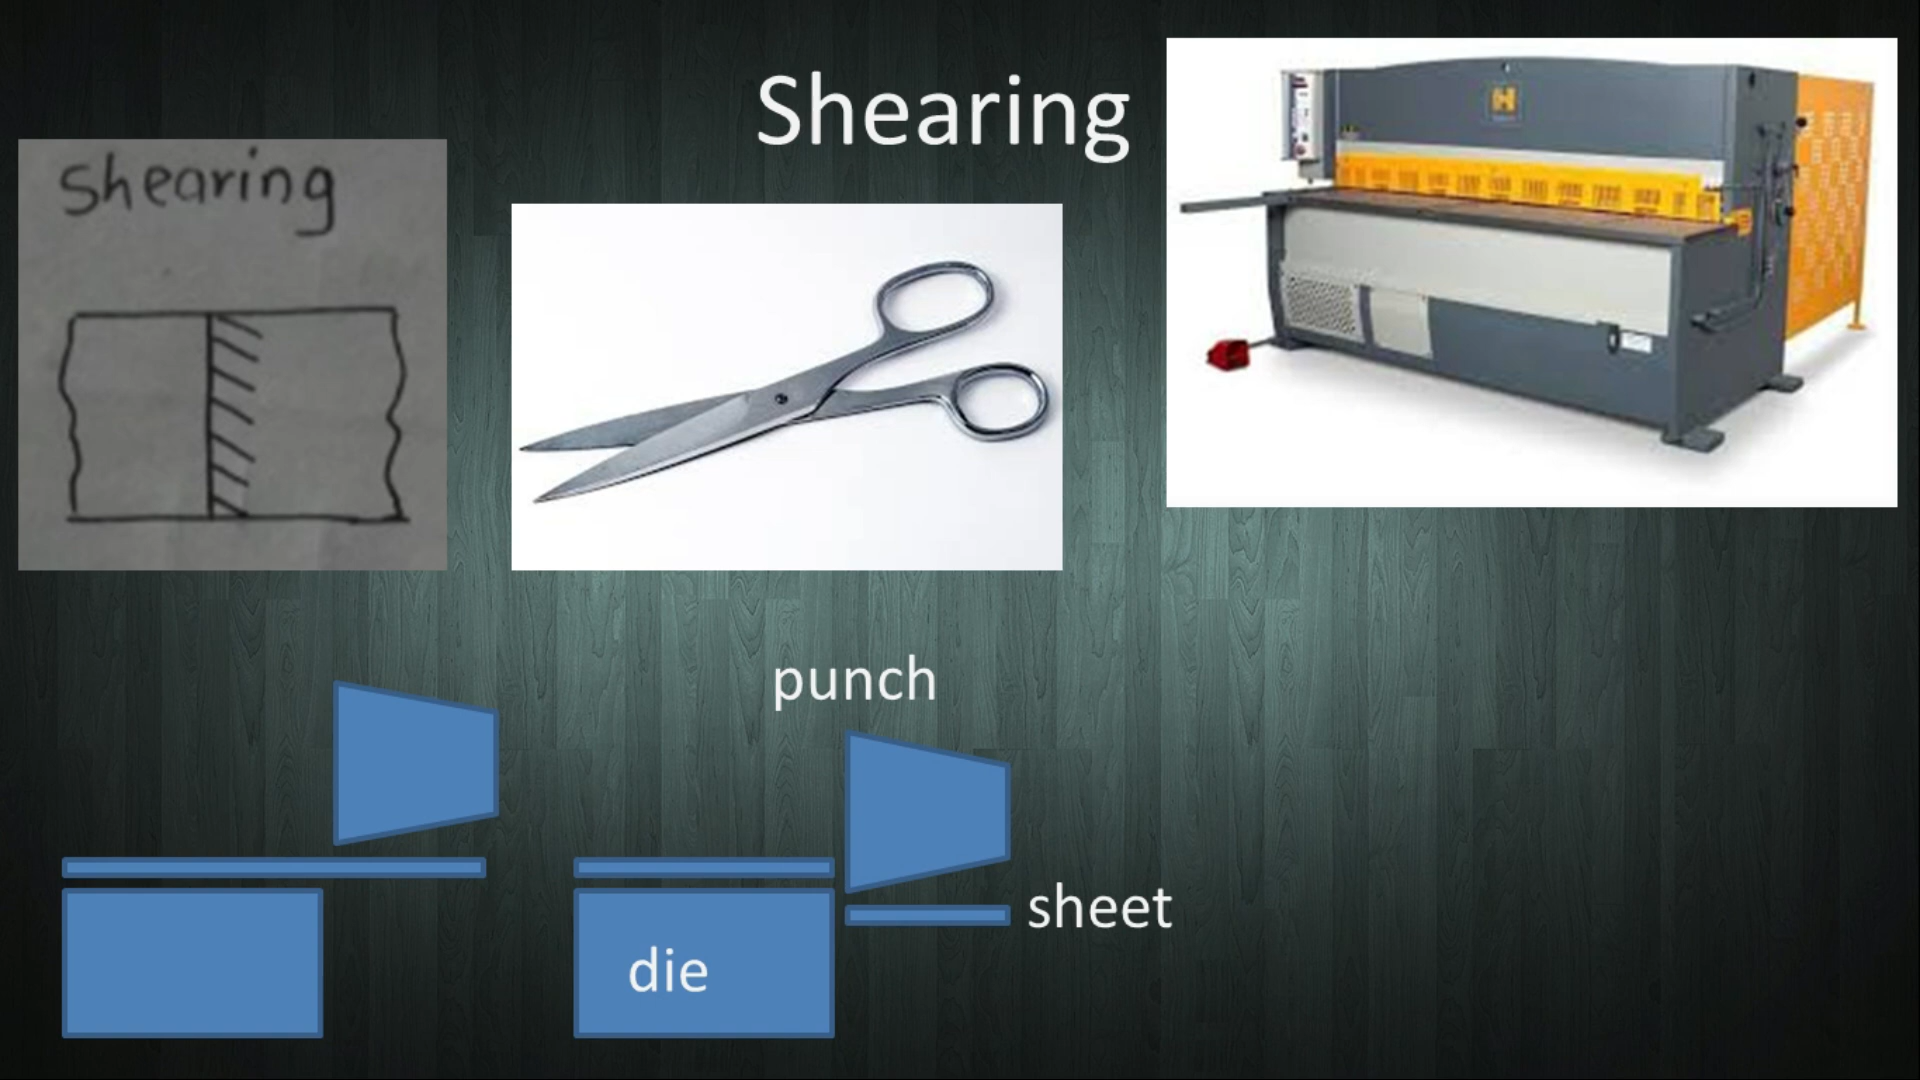 Shearing
Shearing
H
punch
sheet
die